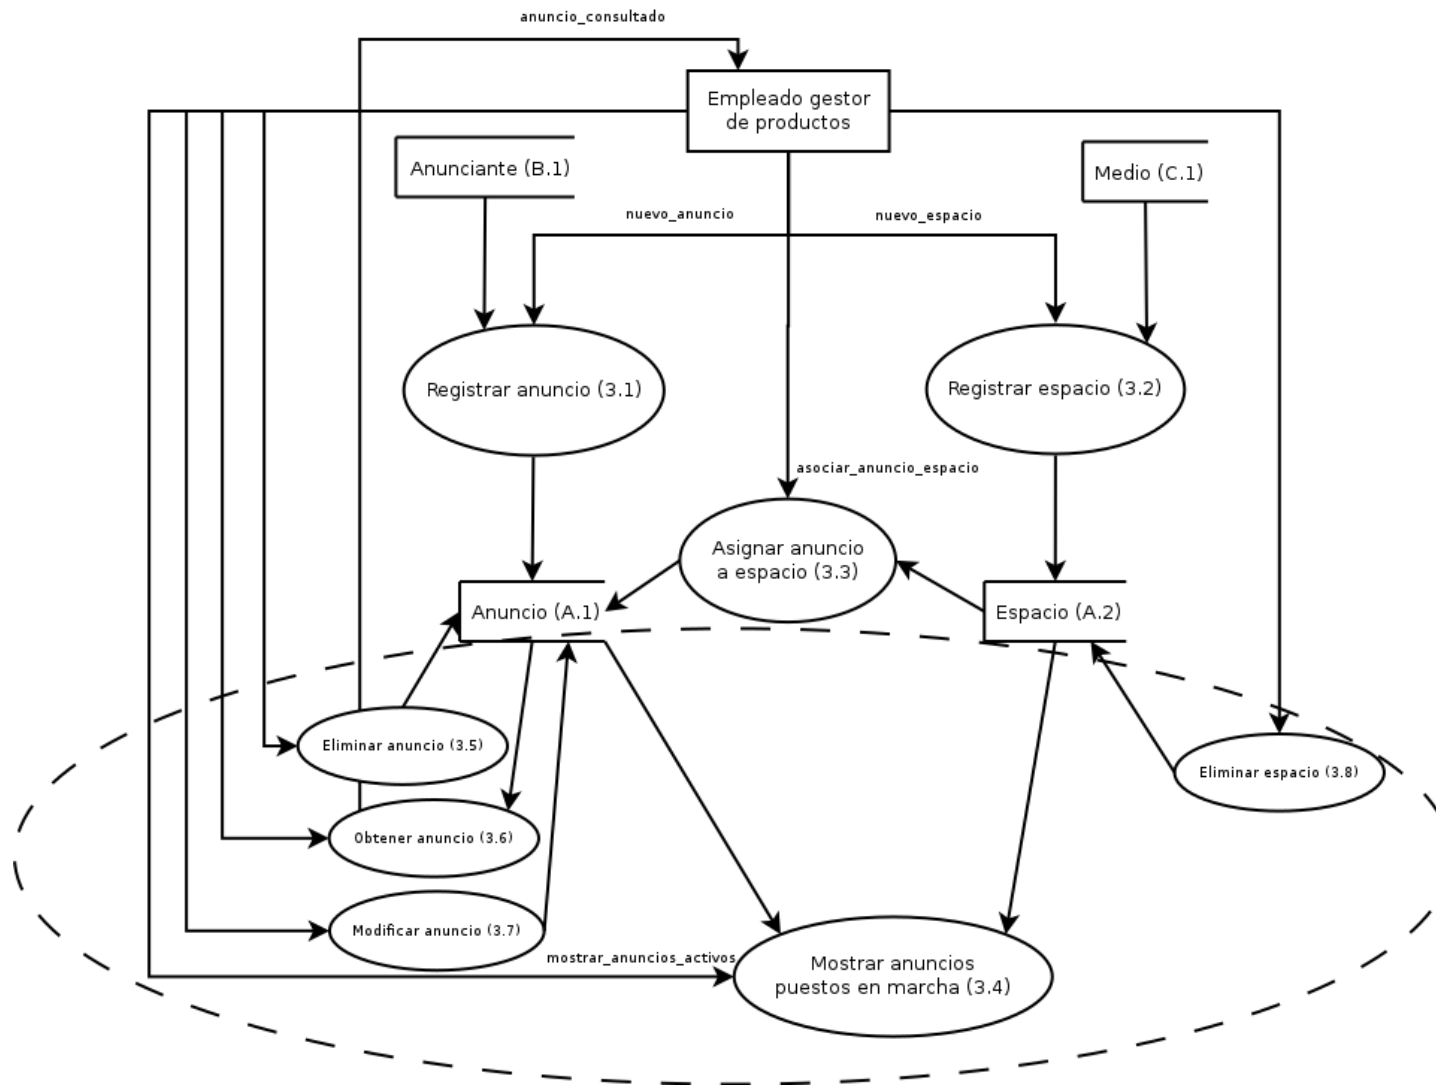 anuncio_consultado
Empleado gestor
de productos
Anunciante (B.1)
Medio (C.1)
nuevo_anuncio
nuevo_espacio
Registrar anuncio (3.1)
Registrar espacio (3.2)
asociar_anuncio_espacio
Asignar anuncio
a espacio (3.3)
Anuncio (A.1)
Espacio (A.2)
Eliminar anuncio (3.5)
Eliminar espacio (3.8)
Obtener anuncio (3.6)
Modificar anuncio (3.7)
mostrar_anuncios_activos
Mostrar anuncios
puestos en marcha (3.4)